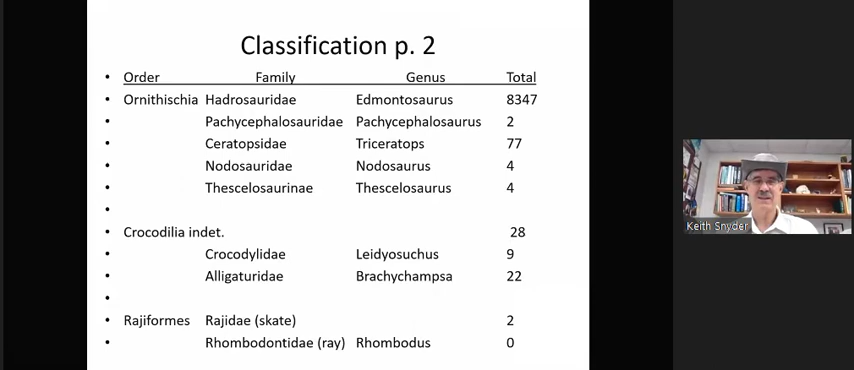 Classification p. 2
• Order Family Genus Total
• Ornithischia Hadrosauridae Edmontosaurus 8347
• Pachycephalosauridae Pachycephalosaurus 2
• Ceratopsidae Triceratops 77
• Nodosauridae Nodosaurus 4
• Thescelosaurinae Thescelosaurus 4
•
• Crocodilia indet. 28
• Crocodylidae Leidyosuchus 9
• Alligaturidae Brachychampsa 22
•
• Rajiformes Rajidae (skate) 2
• Rhombodontidae (ray) Rhombodus 0
Keith Snyder